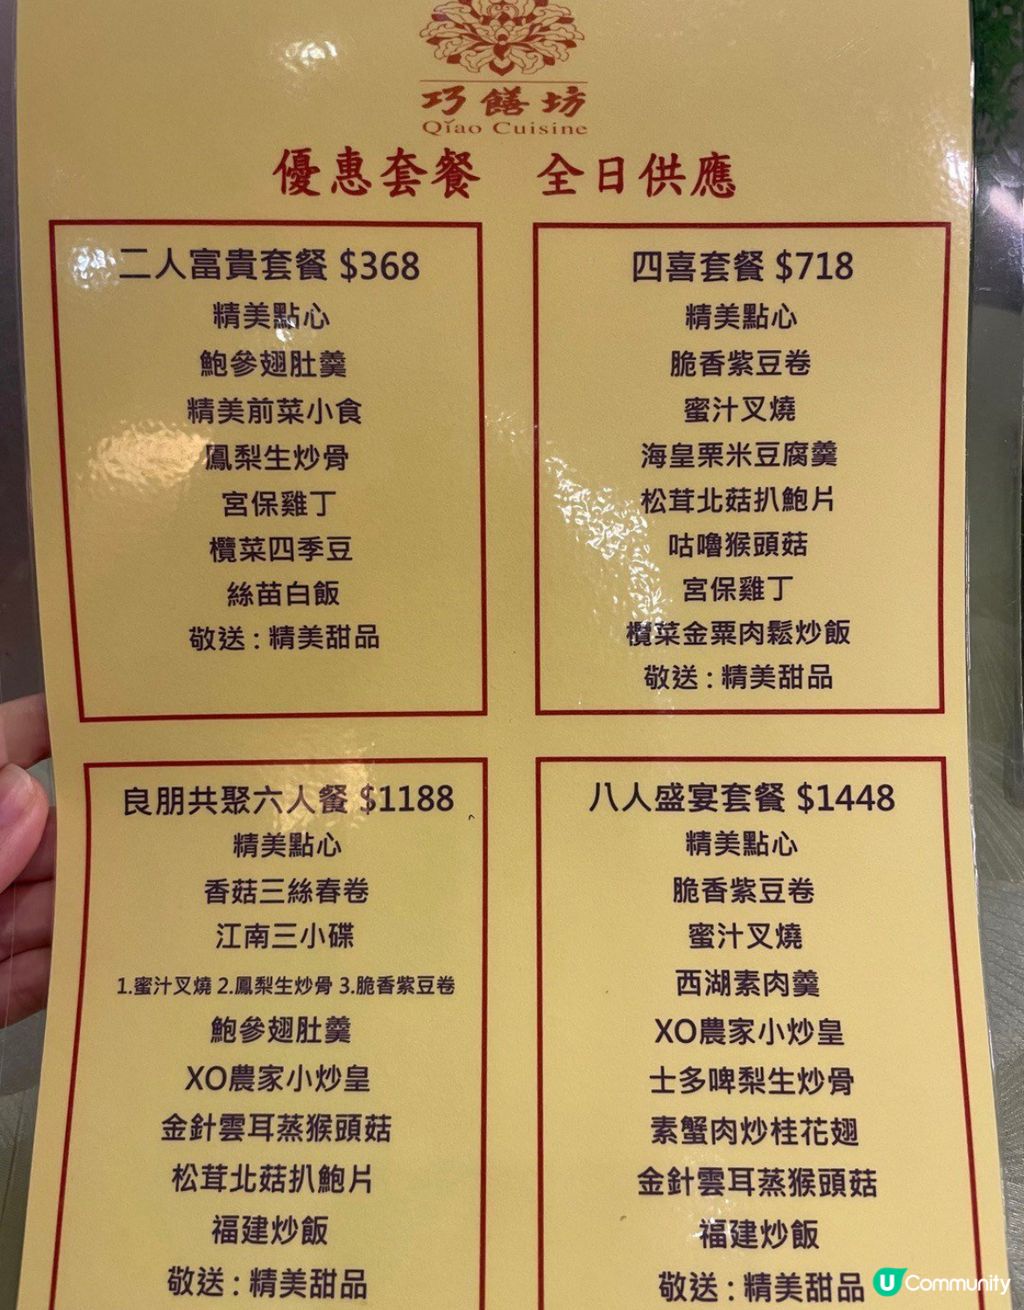 巧饍坊
Qiao Cuisine
優惠套餐 全日供應
二人富貴套餐 $368
精美點心
鮑參翅肚羹
精美前菜小食
鳳梨生炒骨
宮保雞丁
欖菜四季豆
絲苗白飯
敬送 : 精美甜品
四喜套餐 $718
精美點心
脆香紫豆卷
蜜汁叉燒
海皇栗米豆腐羹
松茸北菇扒鮑片
咕嚕猴頭菇
宮保雞丁
欖菜金粟肉鬆炒飯
敬送 : 精美甜品
良朋共聚六人餐 $1188
精美點心
香菇三絲春卷
江南三小碟
1.蜜汁叉燒 2.鳳梨生炒骨 3.脆香紫豆卷
鮑參翅肚羹
XO農家小炒皇
金針雲耳蒸猴頭菇
松茸北菇扒鮑片
福建炒飯
敬送 : 精美甜品
八人盛宴套餐 $1448
精美點心
脆香紫豆卷
蜜汁叉燒
西湖素肉羹
XO農家小炒皇
士多啤梨生炒骨
素蟹肉炒桂花翅
金針雲耳蒸猴頭菇
福建炒飯
敬送 : 精美甜品
U Community